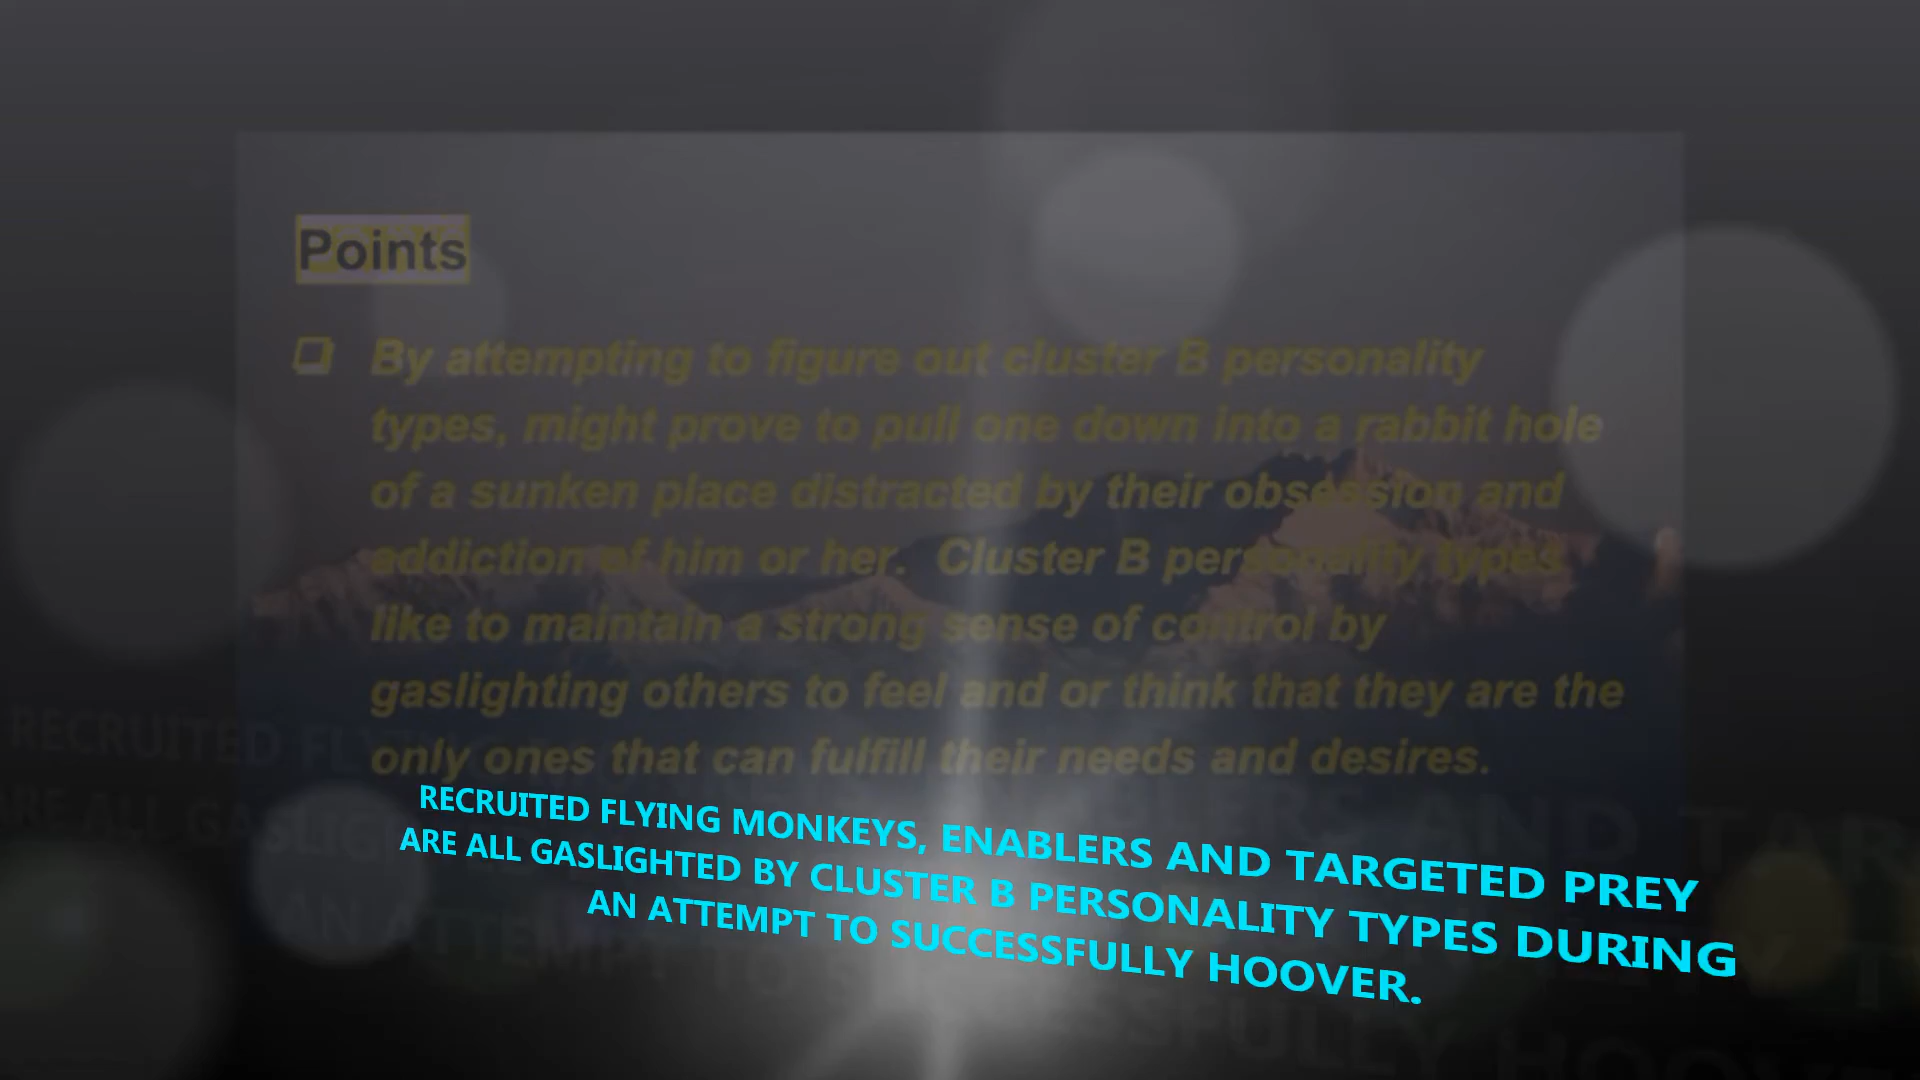 Points
❑ By attempting to figure out cluster B personality
types, might prove to pull one down into a rabbit hole
of a sunken place distracted by their obsession and
addiction of him or her. Cluster B personality types
like to maintain a strong sense of control by
gaslighting others to feel and or think that they are the
only ones that can fulfill their needs and desires.
RECRUITED FLYING MONKEYS, ENABLERS AND TARGETED PREY
ARE ALL GASLIGHTED BY CLUSTER B PERSONALITY TYPES DURING
AN ATTEMPT TO SUCCESSFULLY HOOVER.